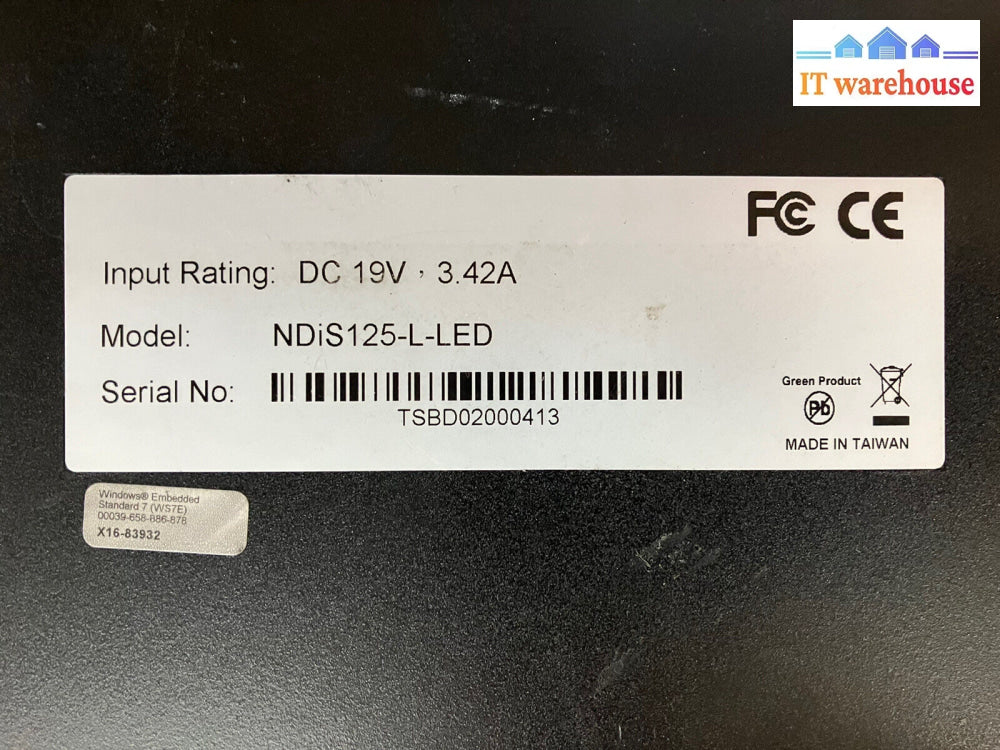 IT warehouse
FC CE
Input Rating: DC 19V , 3.42A
Model: NDiS125-L-LED
Serial No:
TSBD02000413
Green Product
Pb
MADE IN TAIWAN
Windows® Embedded
Standard 7 (WS7E)
00039-658-686-878
X16-83932